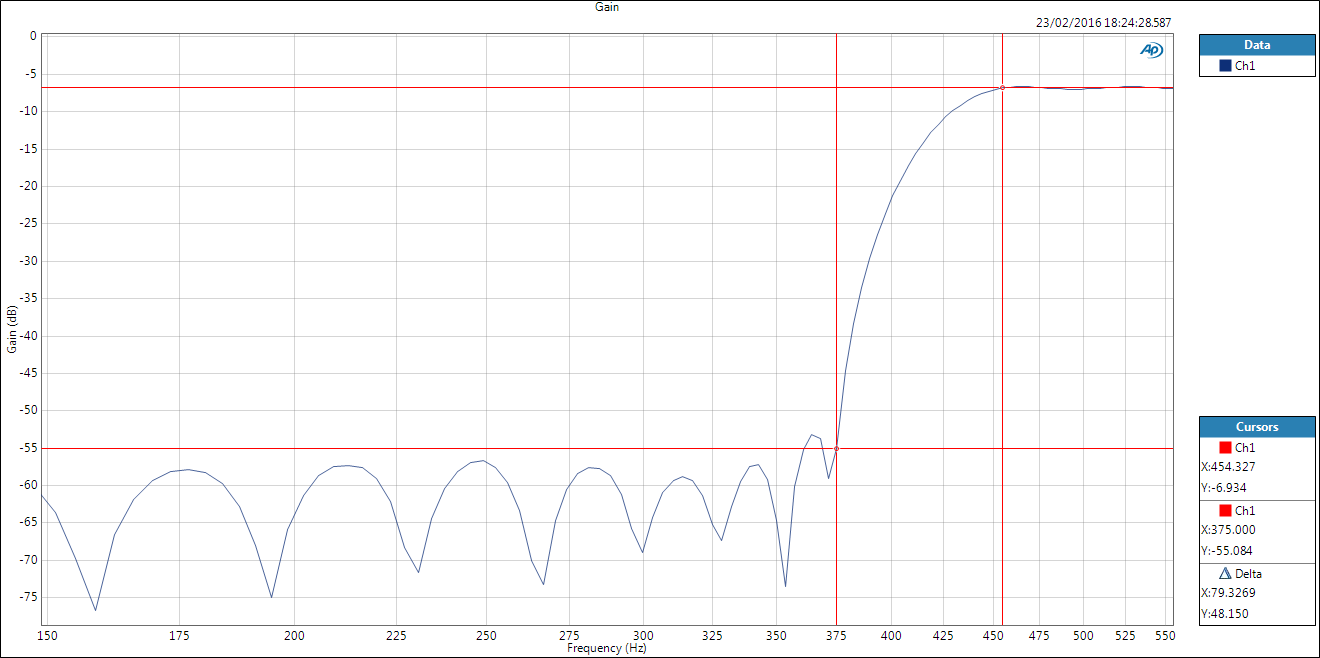 Gain
23/02/2016 18:24:28.587
AP
Data
Ch1
0
-5
-10
-15
-20
-25
-30
-35
-40
-45
-50
-55
-60
-65
-70
-75
Gain (dB)
150 175 200 225 250 275 300 325 350 375 400 425 450 475 500 525 550
Frequency (Hz)
Cursors
Ch1
X:454.327
Y:-6.934
Ch1
X:375.000
Y:-55.084
Delta
X:79.3269
Y:48.150